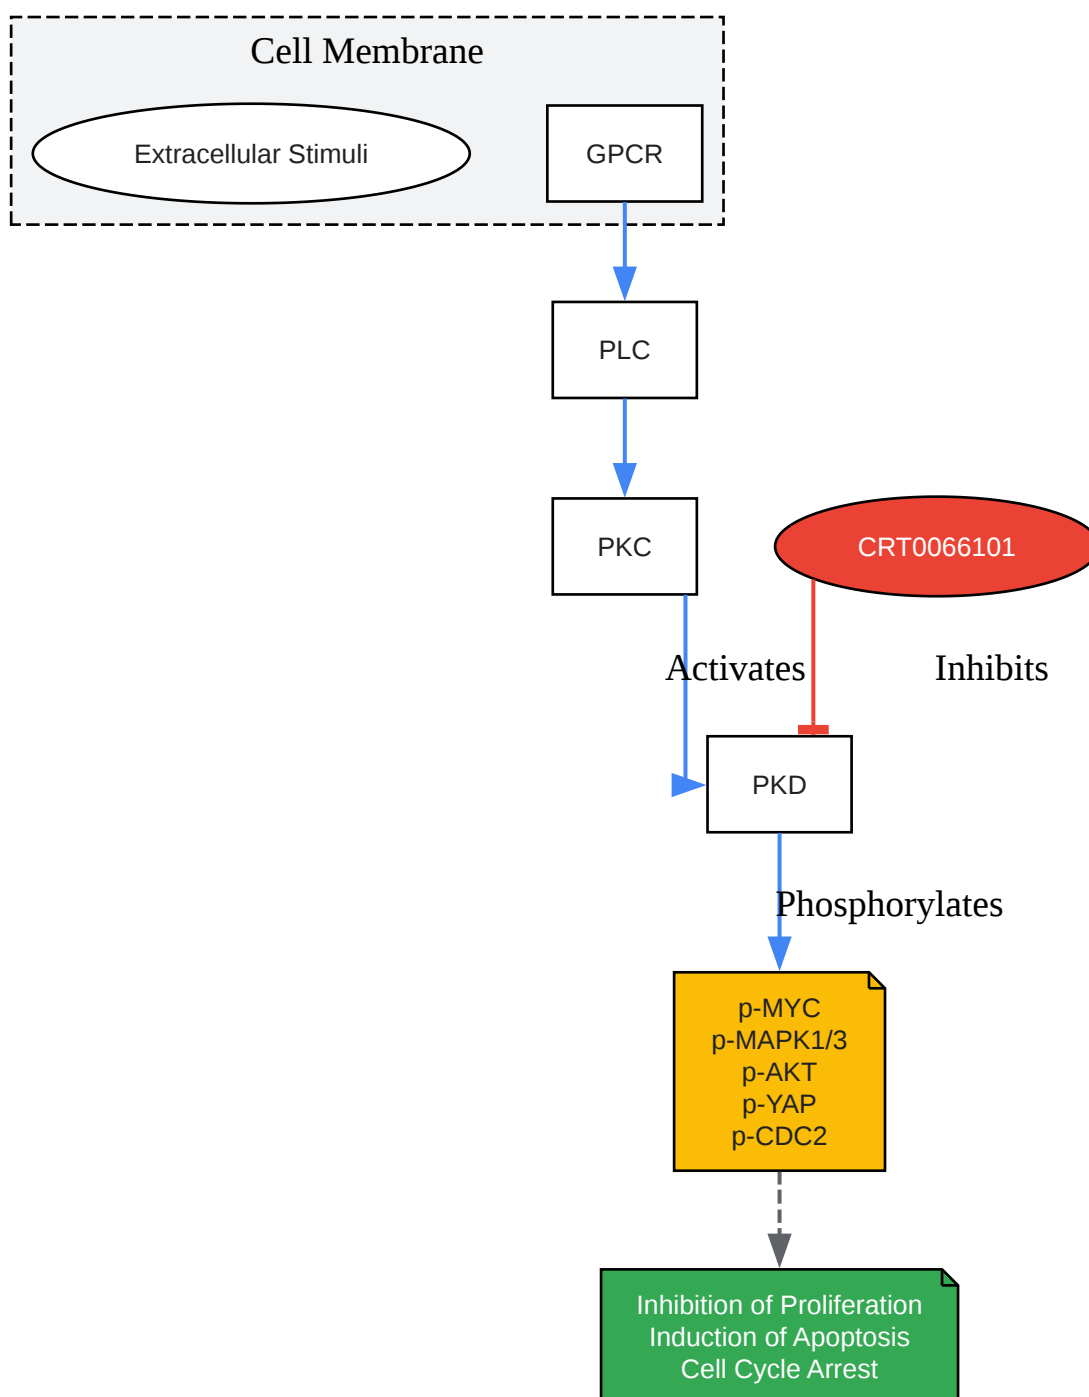 Cell Membrane
Extracellular Stimuli
GPCR
PLC
PKC
CRT0066101
Activates
Inhibits
PKD
Phosphorylates
p-MYC
p-MAPK1/3
p-AKT
p-YAP
p-CDC2
Inhibition of Proliferation
Induction of Apoptosis
Cell Cycle Arrest